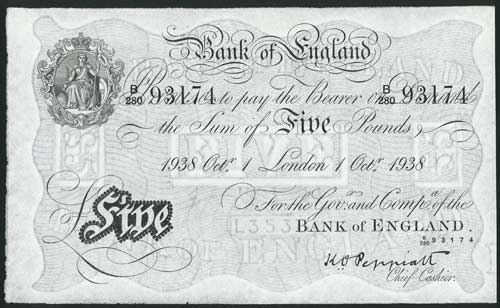 Bank of England
B/280 93174 B/280 93174
to pay the Bearer on
the Sum of Five Pounds
1938 Octr 1 London 1 Octr 1938
For the Govr and Compa of the
£ Five
BANK OF ENGLAND.
B/280 93174
K O Peppiatt
Chief Cashier.